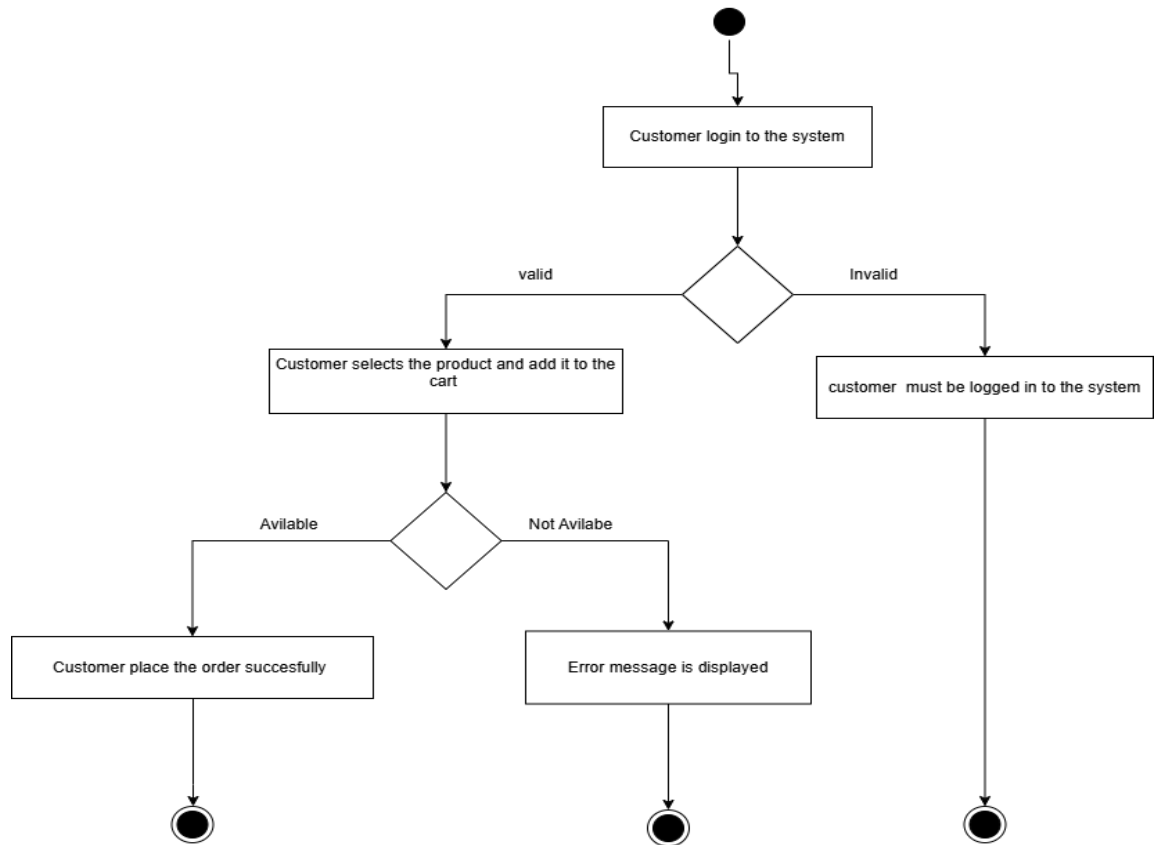 Customer login to the system
valid
Invalid
Customer selects the product and add it to the
cart
customer must be logged in to the system
Avilable
Not Avilabe
Customer place the order succesfully
Error message is displayed